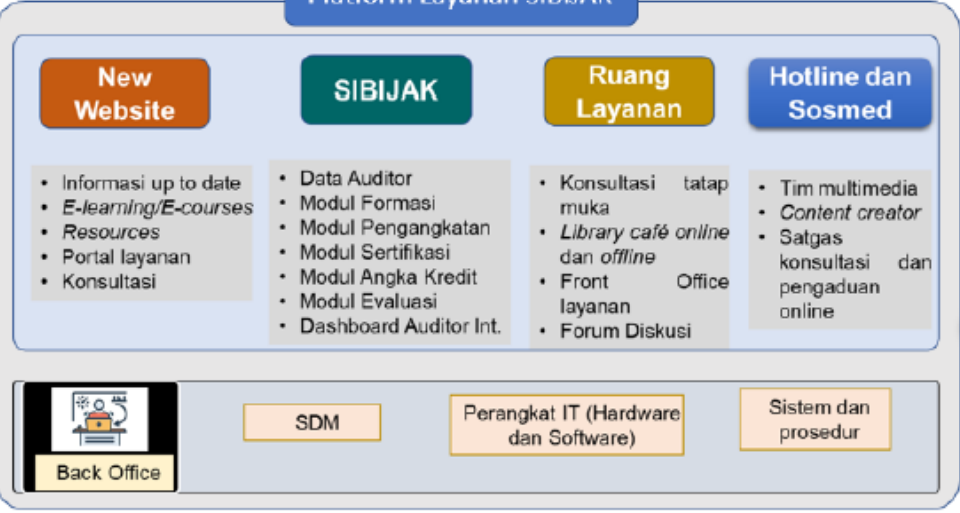 Platform Layanan SIBIJAK
New
Website
• Informasi up to date
• E-learning/E-courses
• Resources
• Portal layanan
• Konsultasi
SIBIJAK
• Data Auditor
• Modul Formasi
• Modul Pengangkatan
• Modul Sertifikasi
• Modul Angka Kredit
• Modul Evaluasi
• Dashboard Auditor Int.
Ruang
Layanan
• Konsultasi tatap
muka
• Library café online
dan offline
• Front Office
layanan
• Forum Diskusi
Hotline dan
Sosmed
• Tim multimedia
• Content creator
• Satgas
konsultasi dan
pengaduan
online
Back Office
SDM
Perangkat IT (Hardware
dan Software)
Sistem dan
prosedur